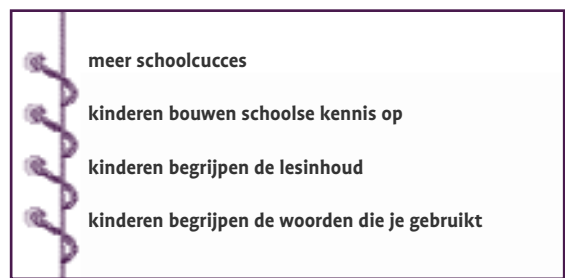 meer schoolcucces
kinderen bouwen schoolse kennis op
kinderen begrijpen de lesinhoud
kinderen begrijpen de woorden die je gebruikt